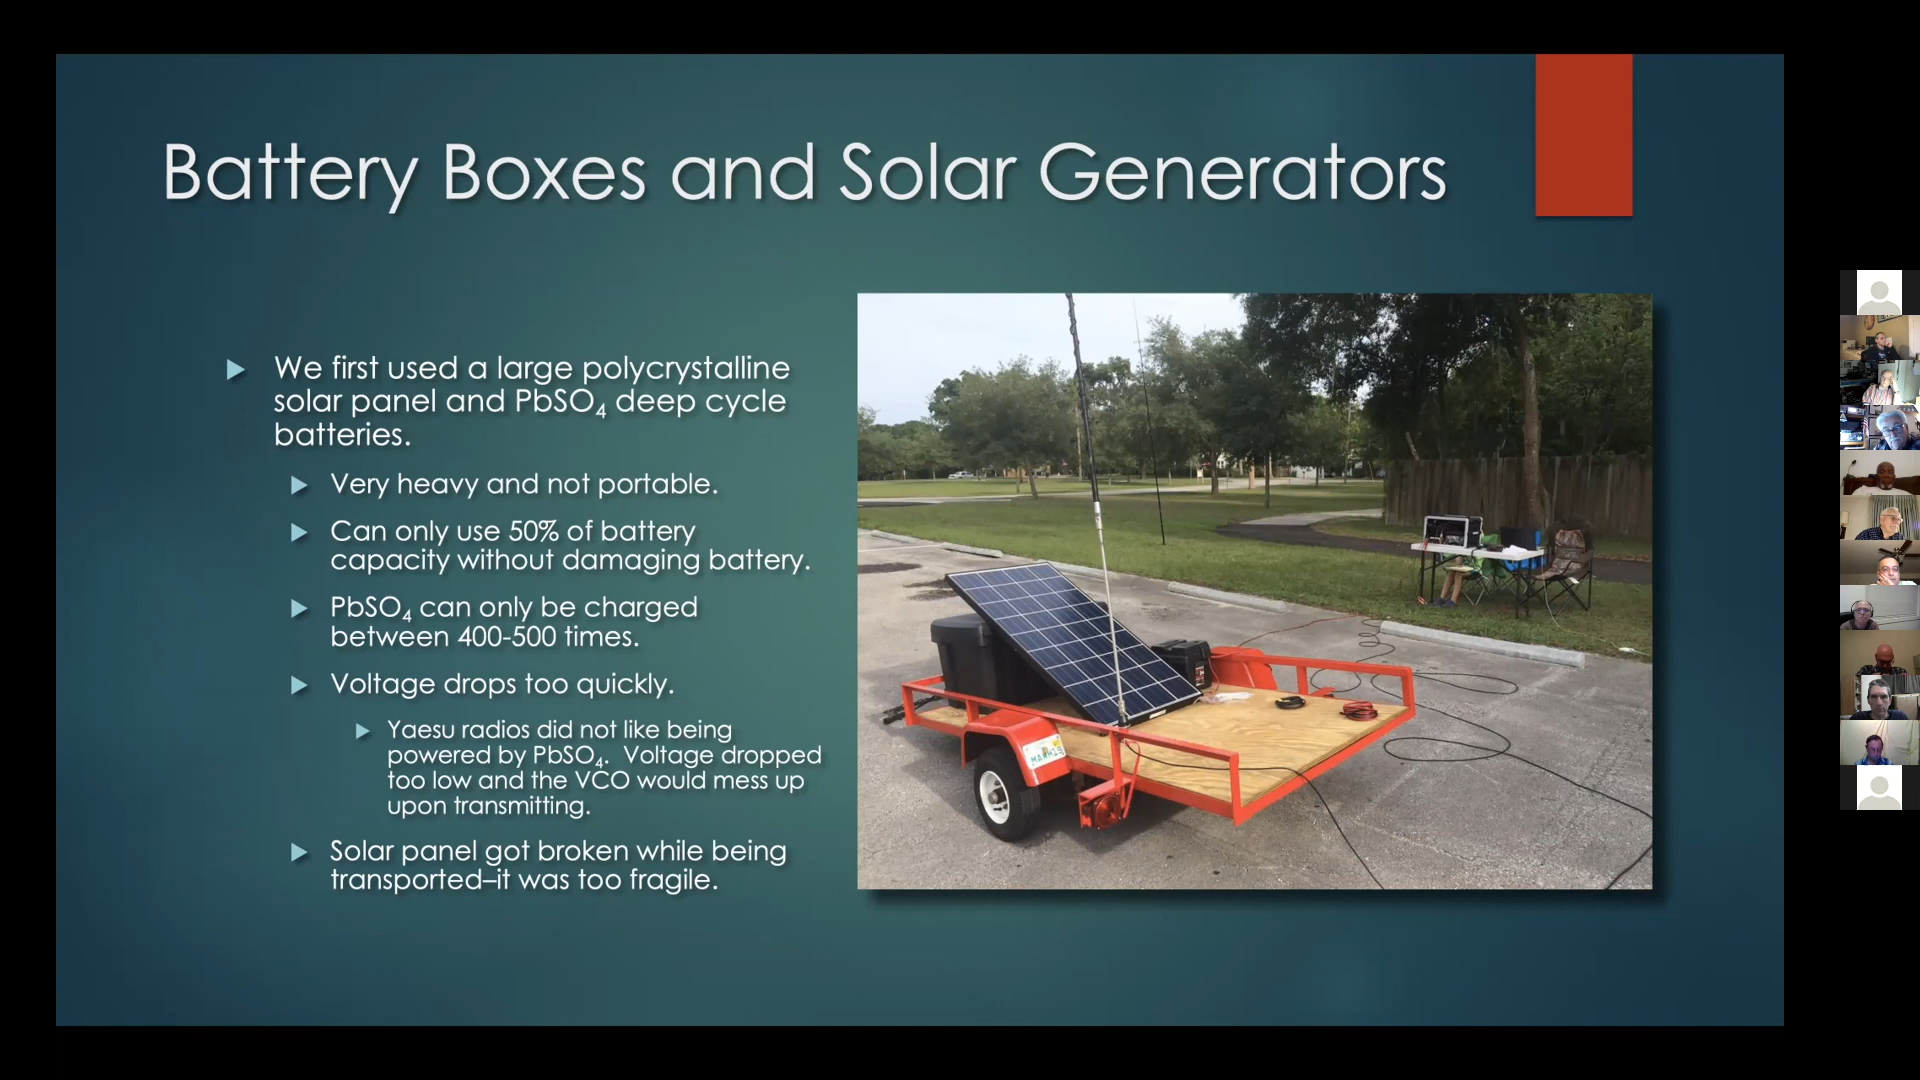 Battery Boxes and Solar Generators
We first used a large polycrystalline
solar panel and PbSO₄ deep cycle
batteries.
Very heavy and not portable.
Can only use 50% of battery
capacity without damaging battery.
PbSO₄ can only be charged
between 400-500 times.
Voltage drops too quickly.
Yaesu radios did not like being
powered by PbSO₄.  Voltage dropped
too low and the VCO would mess up
upon transmitting.
Solar panel got broken while being
transported–it was too fragile.